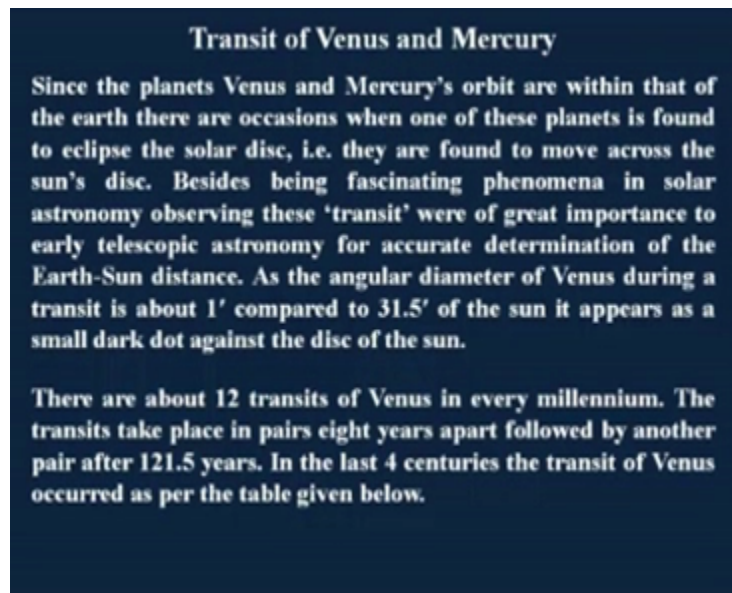 Transit of Venus and Mercury
Since the planets Venus and Mercury's orbit are within that of
the earth there are occasions when one of these planets is found
to eclipse the solar disc, i.e. they are found to move across the
sun's disc. Besides being fascinating phenomena in solar
astronomy observing these ‘transit’ were of great importance to
early telescopic astronomy for accurate determination of the
Earth-Sun distance. As the angular diameter of Venus during a
transit is about 1′ compared to 31.5′ of the sun it appears as a
small dark dot against the disc of the sun.
There are about 12 transits of Venus in every millennium. The
transits take place in pairs eight years apart followed by another
pair after 121.5 years. In the last 4 centuries the transit of Venus
occurred as per the table given below.